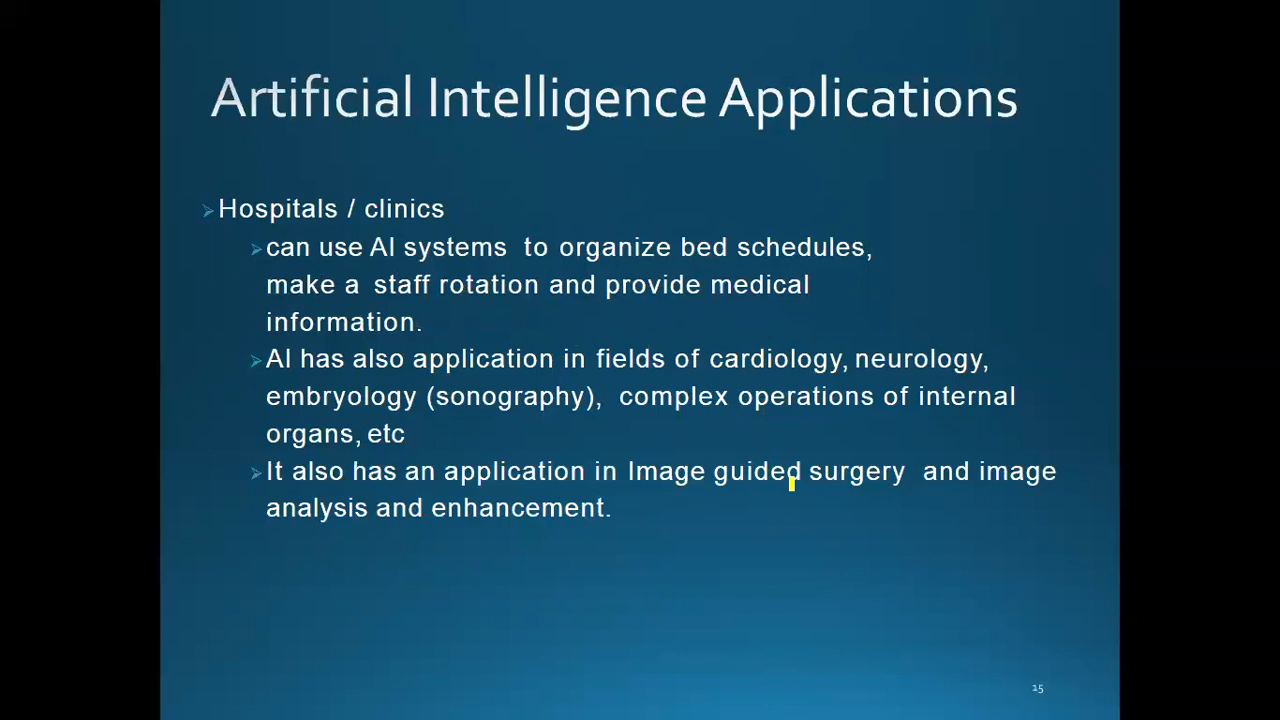 Artificial Intelligence Applications
Hospitals / clinics
can use AI systems to organize bed schedules,
make a staff rotation and provide medical
information.
AI has also application in fields of cardiology, neurology,
embryology (sonography), complex operations of internal
organs, etc
It also has an application in Image guided surgery and image
analysis and enhancement.
15